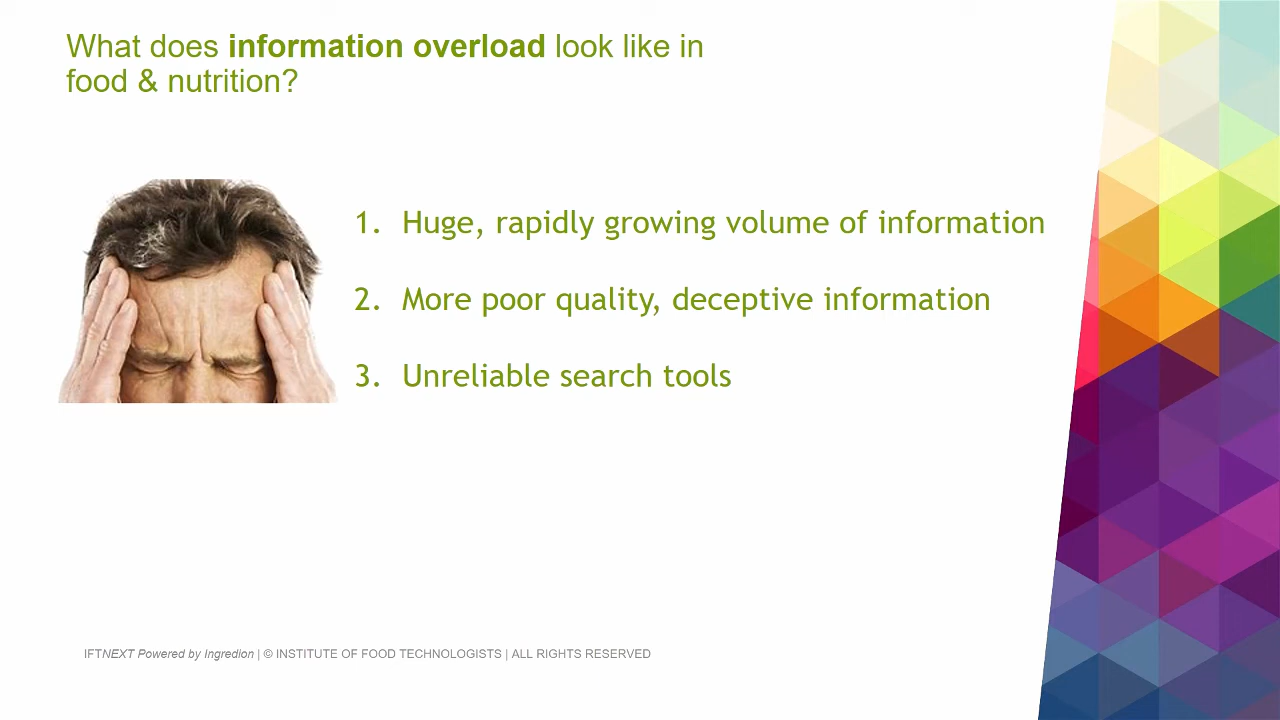 What does information overload look like in
food & nutrition?
1. Huge, rapidly growing volume of information
2. More poor quality, deceptive information
3. Unreliable search tools
IFTNEXT Powered by Ingredion | © INSTITUTE OF FOOD TECHNOLOGISTS | ALL RIGHTS RESERVED